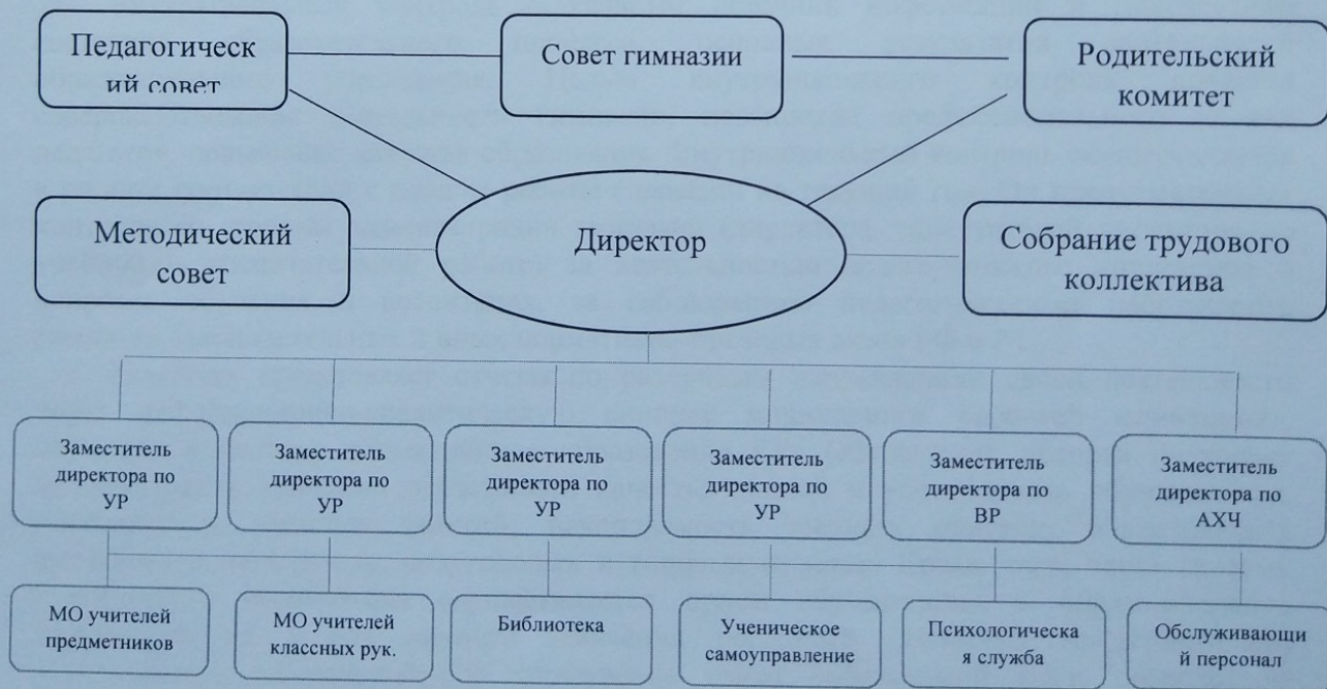 Педагогическ
ий совет
Совет гимназии
Родительский
комитет
Методический
совет
Директор
Собрание трудового
коллектива
Заместитель
директора по
УР
Заместитель
директора по
УР
Заместитель
директора по
УР
Заместитель
директора по
УР
Заместитель
директора по
ВР
Заместитель
директора по
АХЧ
МО учителей
предметников
МО учителей
классных рук.
Библиотека
Ученическое
самоуправление
Психологическа
я служба
Обслуживающи
й персонал